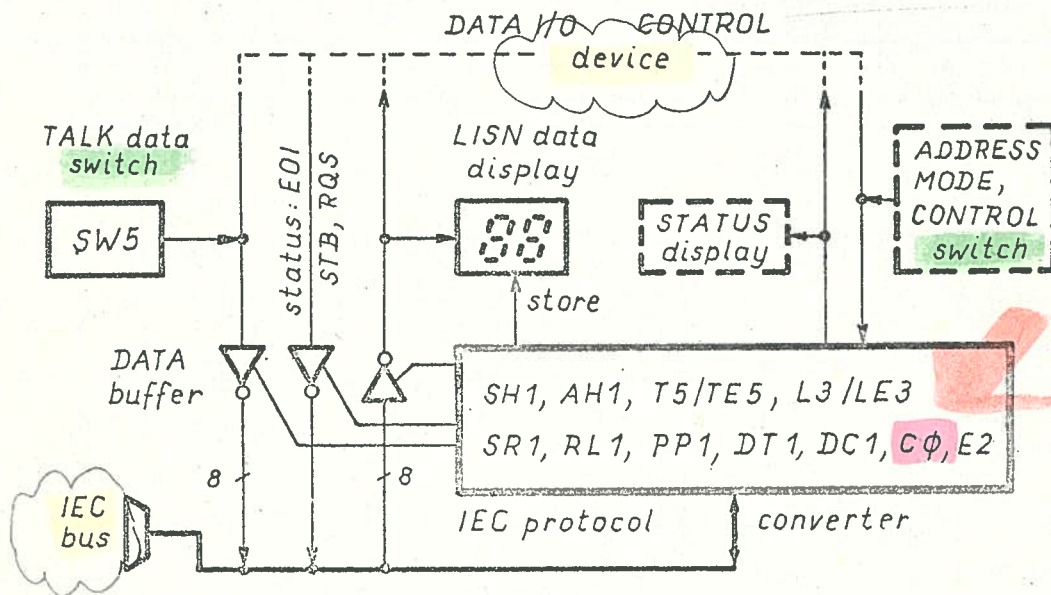 DATA I/O CONTROL
device
TALK data
switch
SW5
status: EOI
STB, RQS
LISN data
display
88
store
STATUS
display
ADDRESS
MODE,
CONTROL
switch
DATA
buffer
SH1, AH1, T5/TE5, L3/LE3
SR1, RL1, PP1, DT1, DC1, CΦ, E2
8
8
IEC
bus
IEC protocol converter